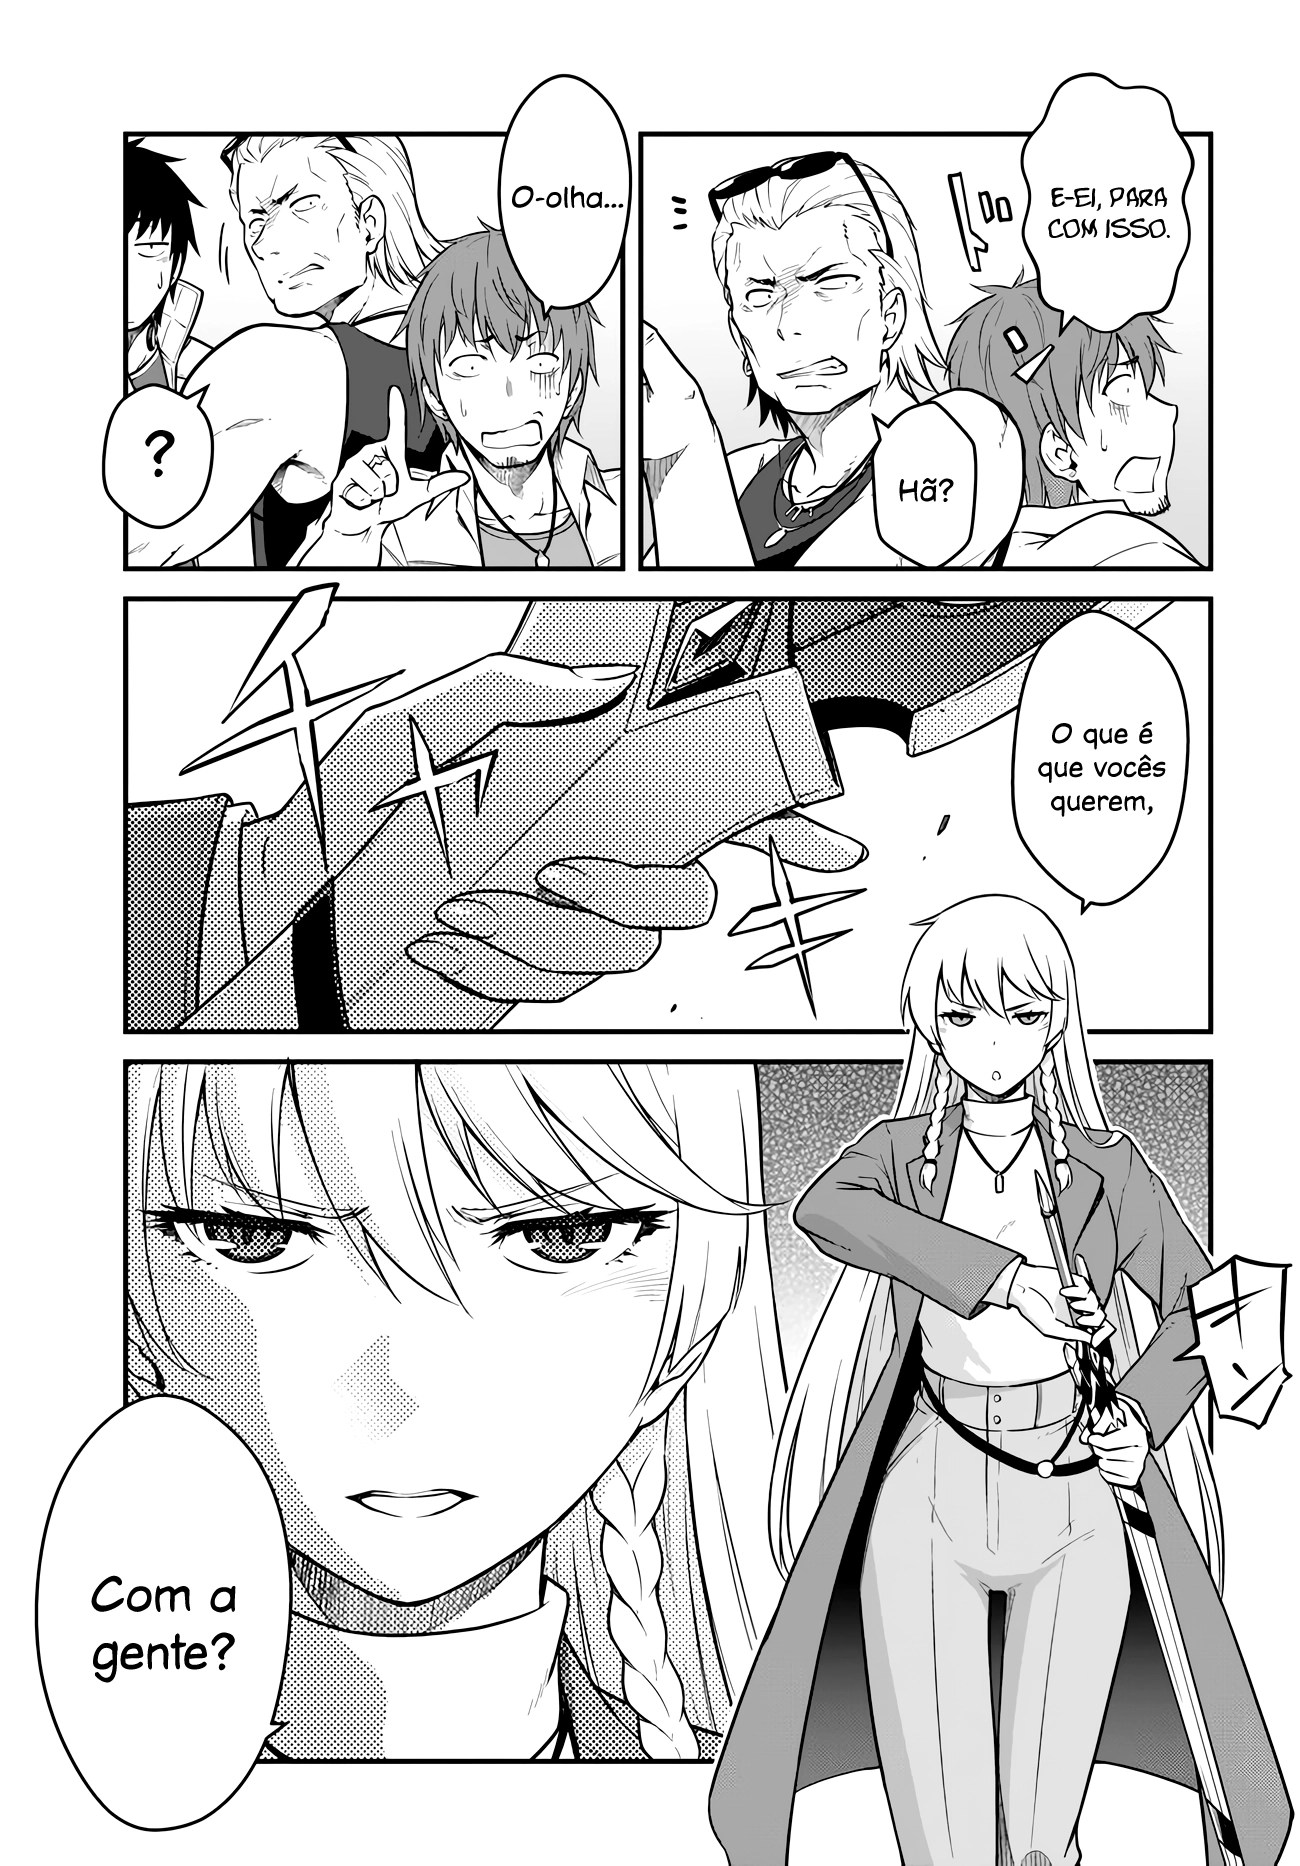 E-EI, PARA
COM ISSO.
Hã?
O-olha...
?
O que é
que vocês
querem,
Com a
gente?